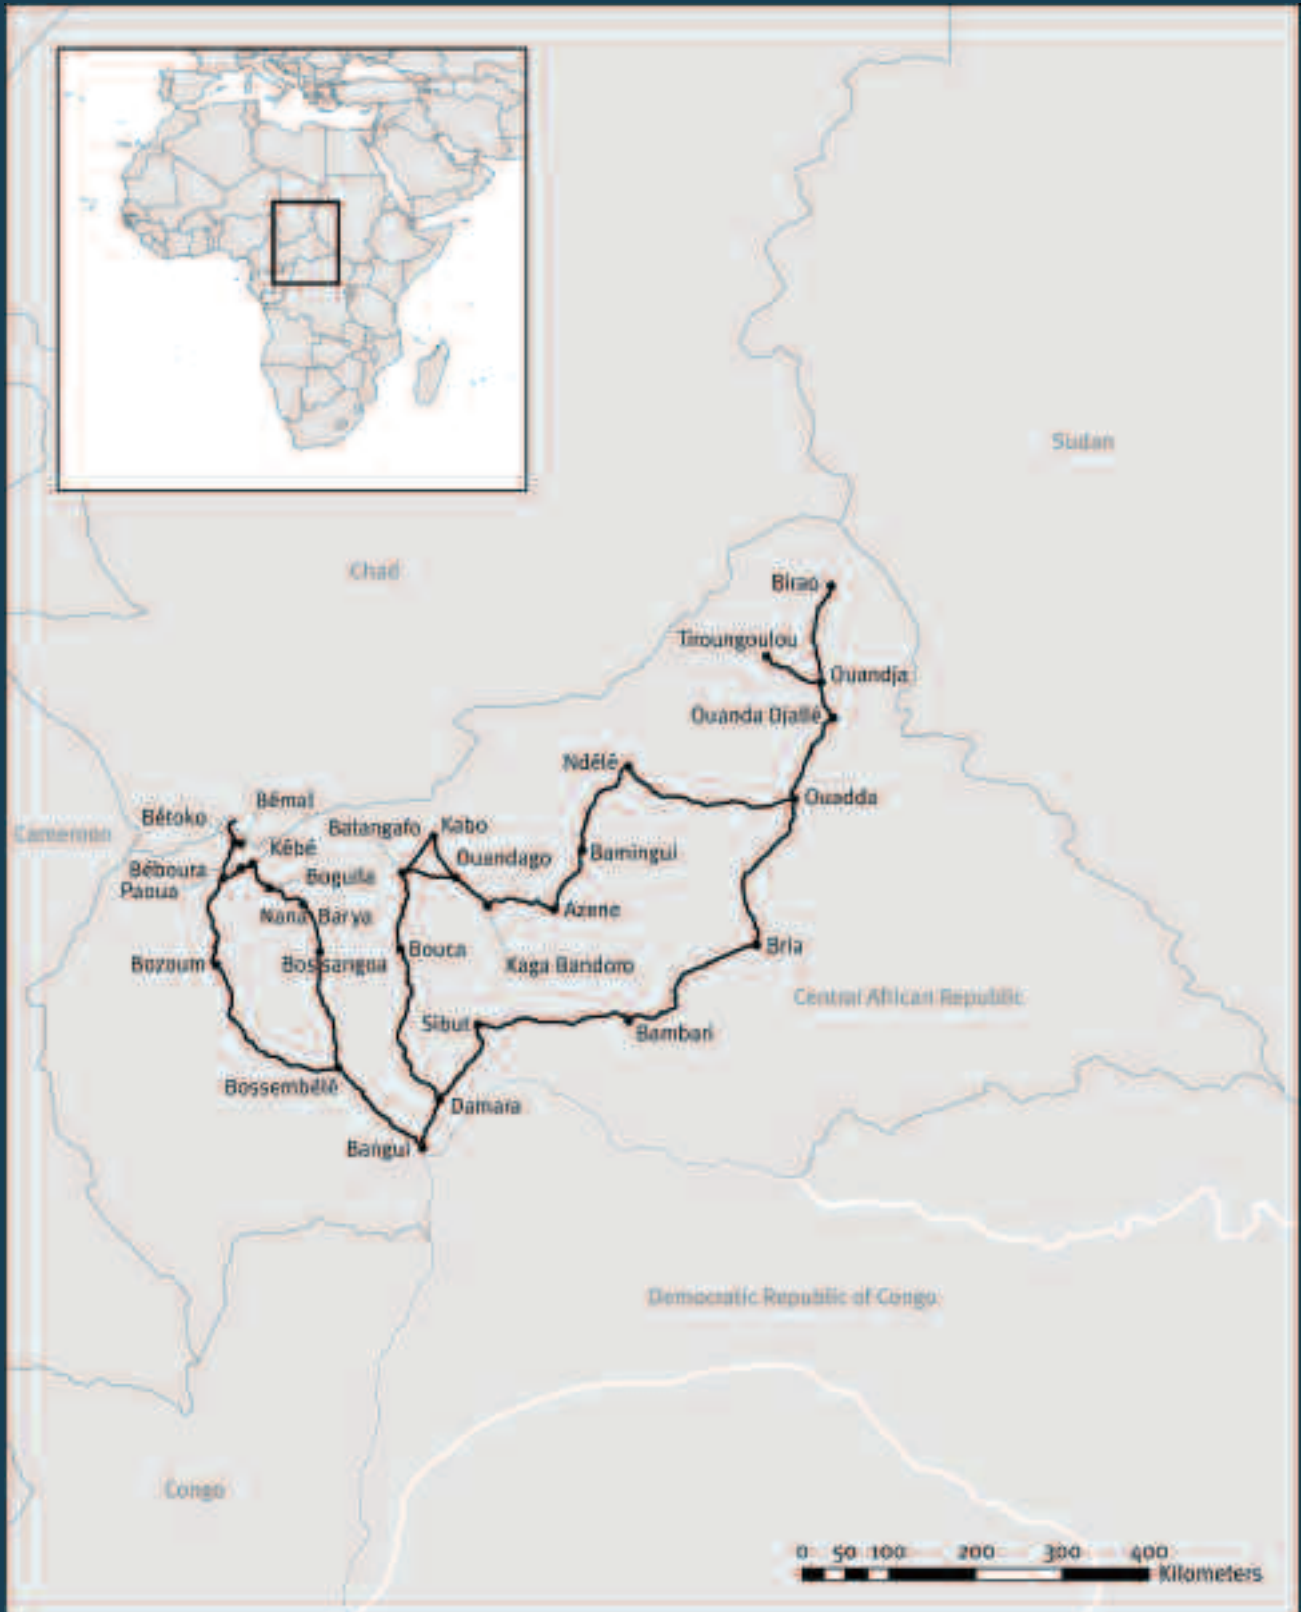 Sudan
Chad
Birao
Tiroungoulou
Ouandja
Ouanda Djallé
Ndélé
Ouadda
Bémal
Bétoko
Cameroon
Batangafo
Kabo
Kébé
Ouandago
Bamingui
Béboura
Boguila
Paoua
Nana Barya
Azene
Bria
Bouca
Bozoum
Bossangoa
Kaga Bandoro
Central African Republic
Sibut
Bambari
Bossembélé
Damara
Bangui
Democratic Republic of Congo
Congo
0 50 100 200 300 400
Kilometers